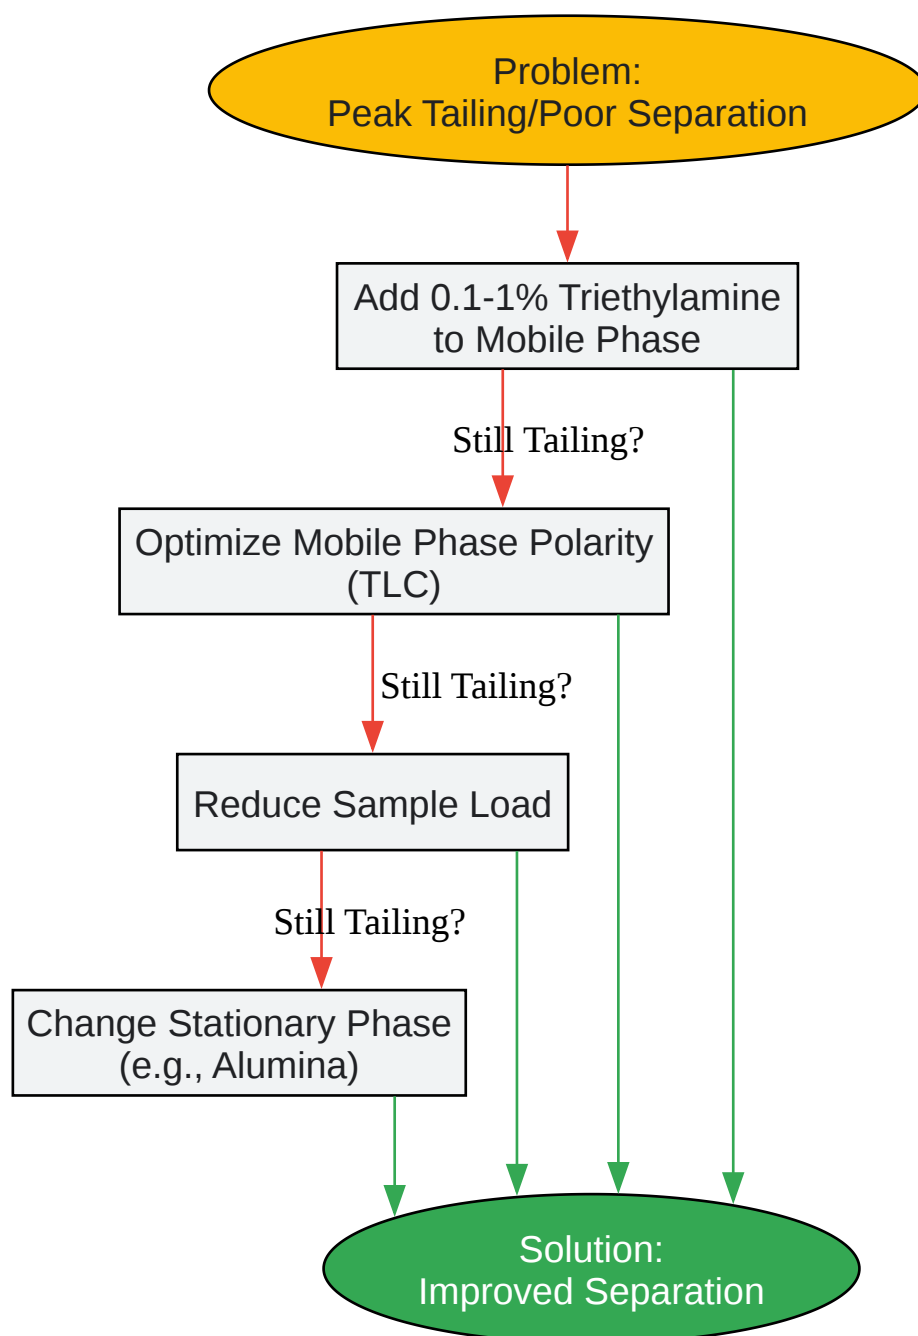 Problem:
Peak Tailing/Poor Separation
Add 0.1-1% Triethylamine
to Mobile Phase
Still Tailing?
Optimize Mobile Phase Polarity
(TLC)
Still Tailing?
Reduce Sample Load
Still Tailing?
Change Stationary Phase
(e.g., Alumina)
Solution:
Improved Separation